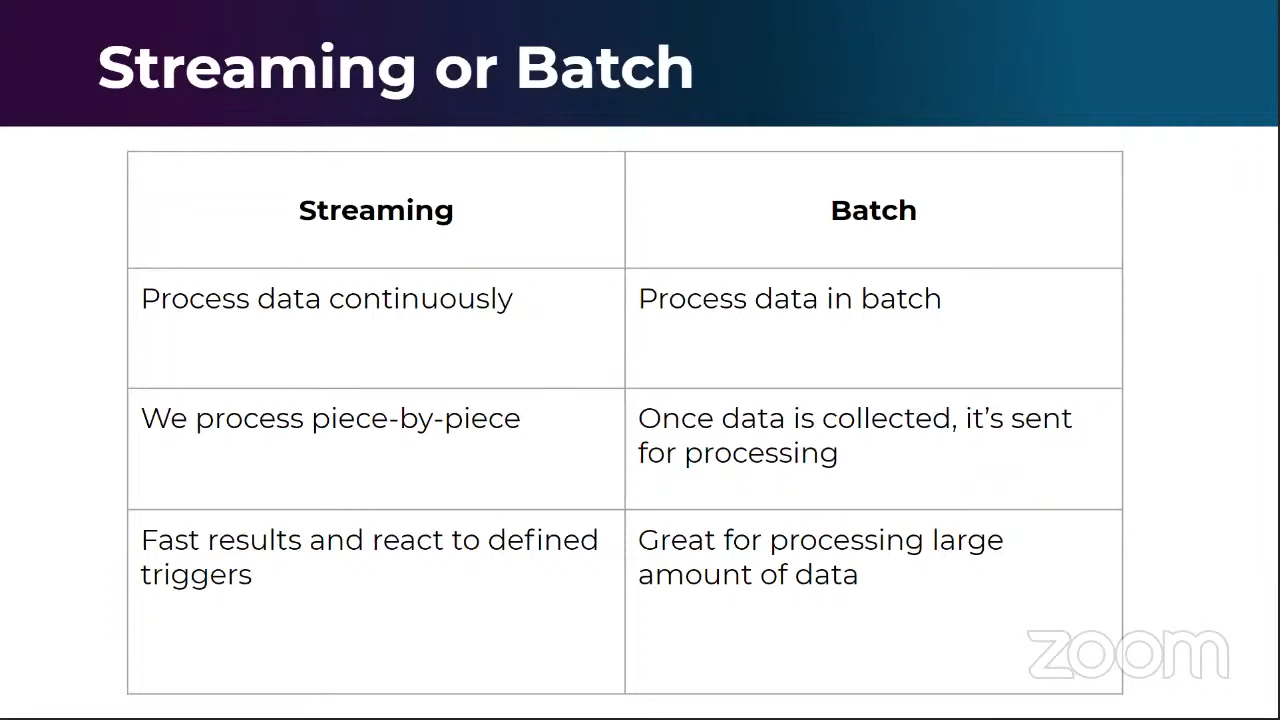 Streaming or Batch
Streaming
Batch
Process data continuously
Process data in batch
We process piece-by-piece
Once data is collected, it’s sent
for processing
Fast results and react to defined
triggers
Great for processing large
amount of data
zoom